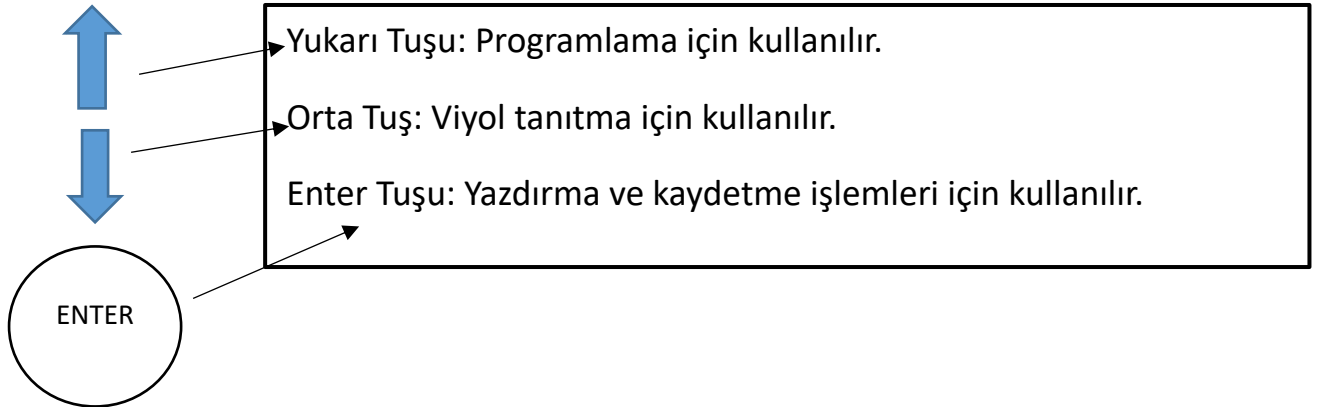 Yukarı Tuşu: Programlama için kullanılır.
Orta Tuş: Viyol tanıtma için kullanılır.
Enter Tuşu: Yazdırma ve kaydetme işlemleri için kullanılır.
ENTER